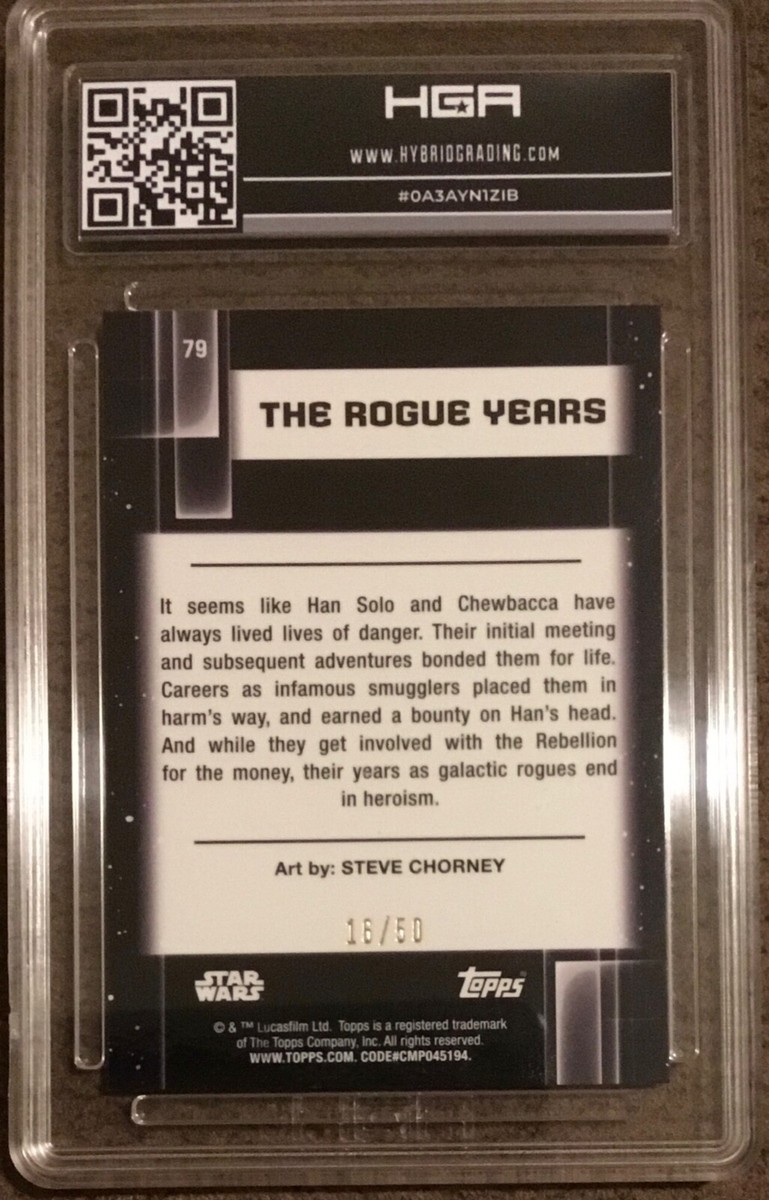 HGA
WWW.HYBRIDGRADING.COM
#0A3AYN1ZIB
79
THE ROGUE YEARS
It seems like Han Solo and Chewbacca have
always lived lives of danger. Their initial meeting
and subsequent adventures bonded them for life.
Careers as infamous smugglers placed them in
harm's way, and earned a bounty on Han's head.
And while they get involved with the Rebellion
for the money, their years as galactic rogues end
in heroism.
Art by: STEVE CHORNEY
16/50
STAR
WARS
topps
© & ™ Lucasfilm Ltd. Topps is a registered trademark
of The Topps Company, Inc. All rights reserved.
WWW.TOPPS.COM. CODE#CMP045194.